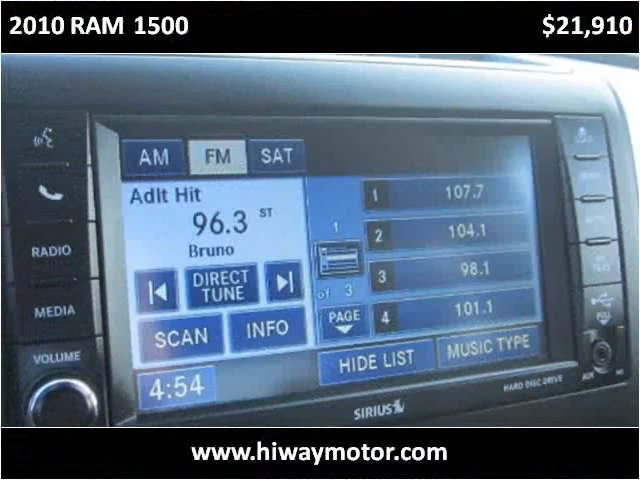 2010 RAM 1500 $21,910
AM FM SAT
Adlt Hit
96.3 ST
Bruno
DIRECT TUNE
SCAN INFO
4:54
1
of 3
PAGE
1 107.7
2 104.1
3 98.1
4 101.1
HIDE LIST MUSIC TYPE
RADIO
MEDIA
VOLUME
HARD DISC DRIVE
SIRIUS
AUX
www.hiwaymotor.com